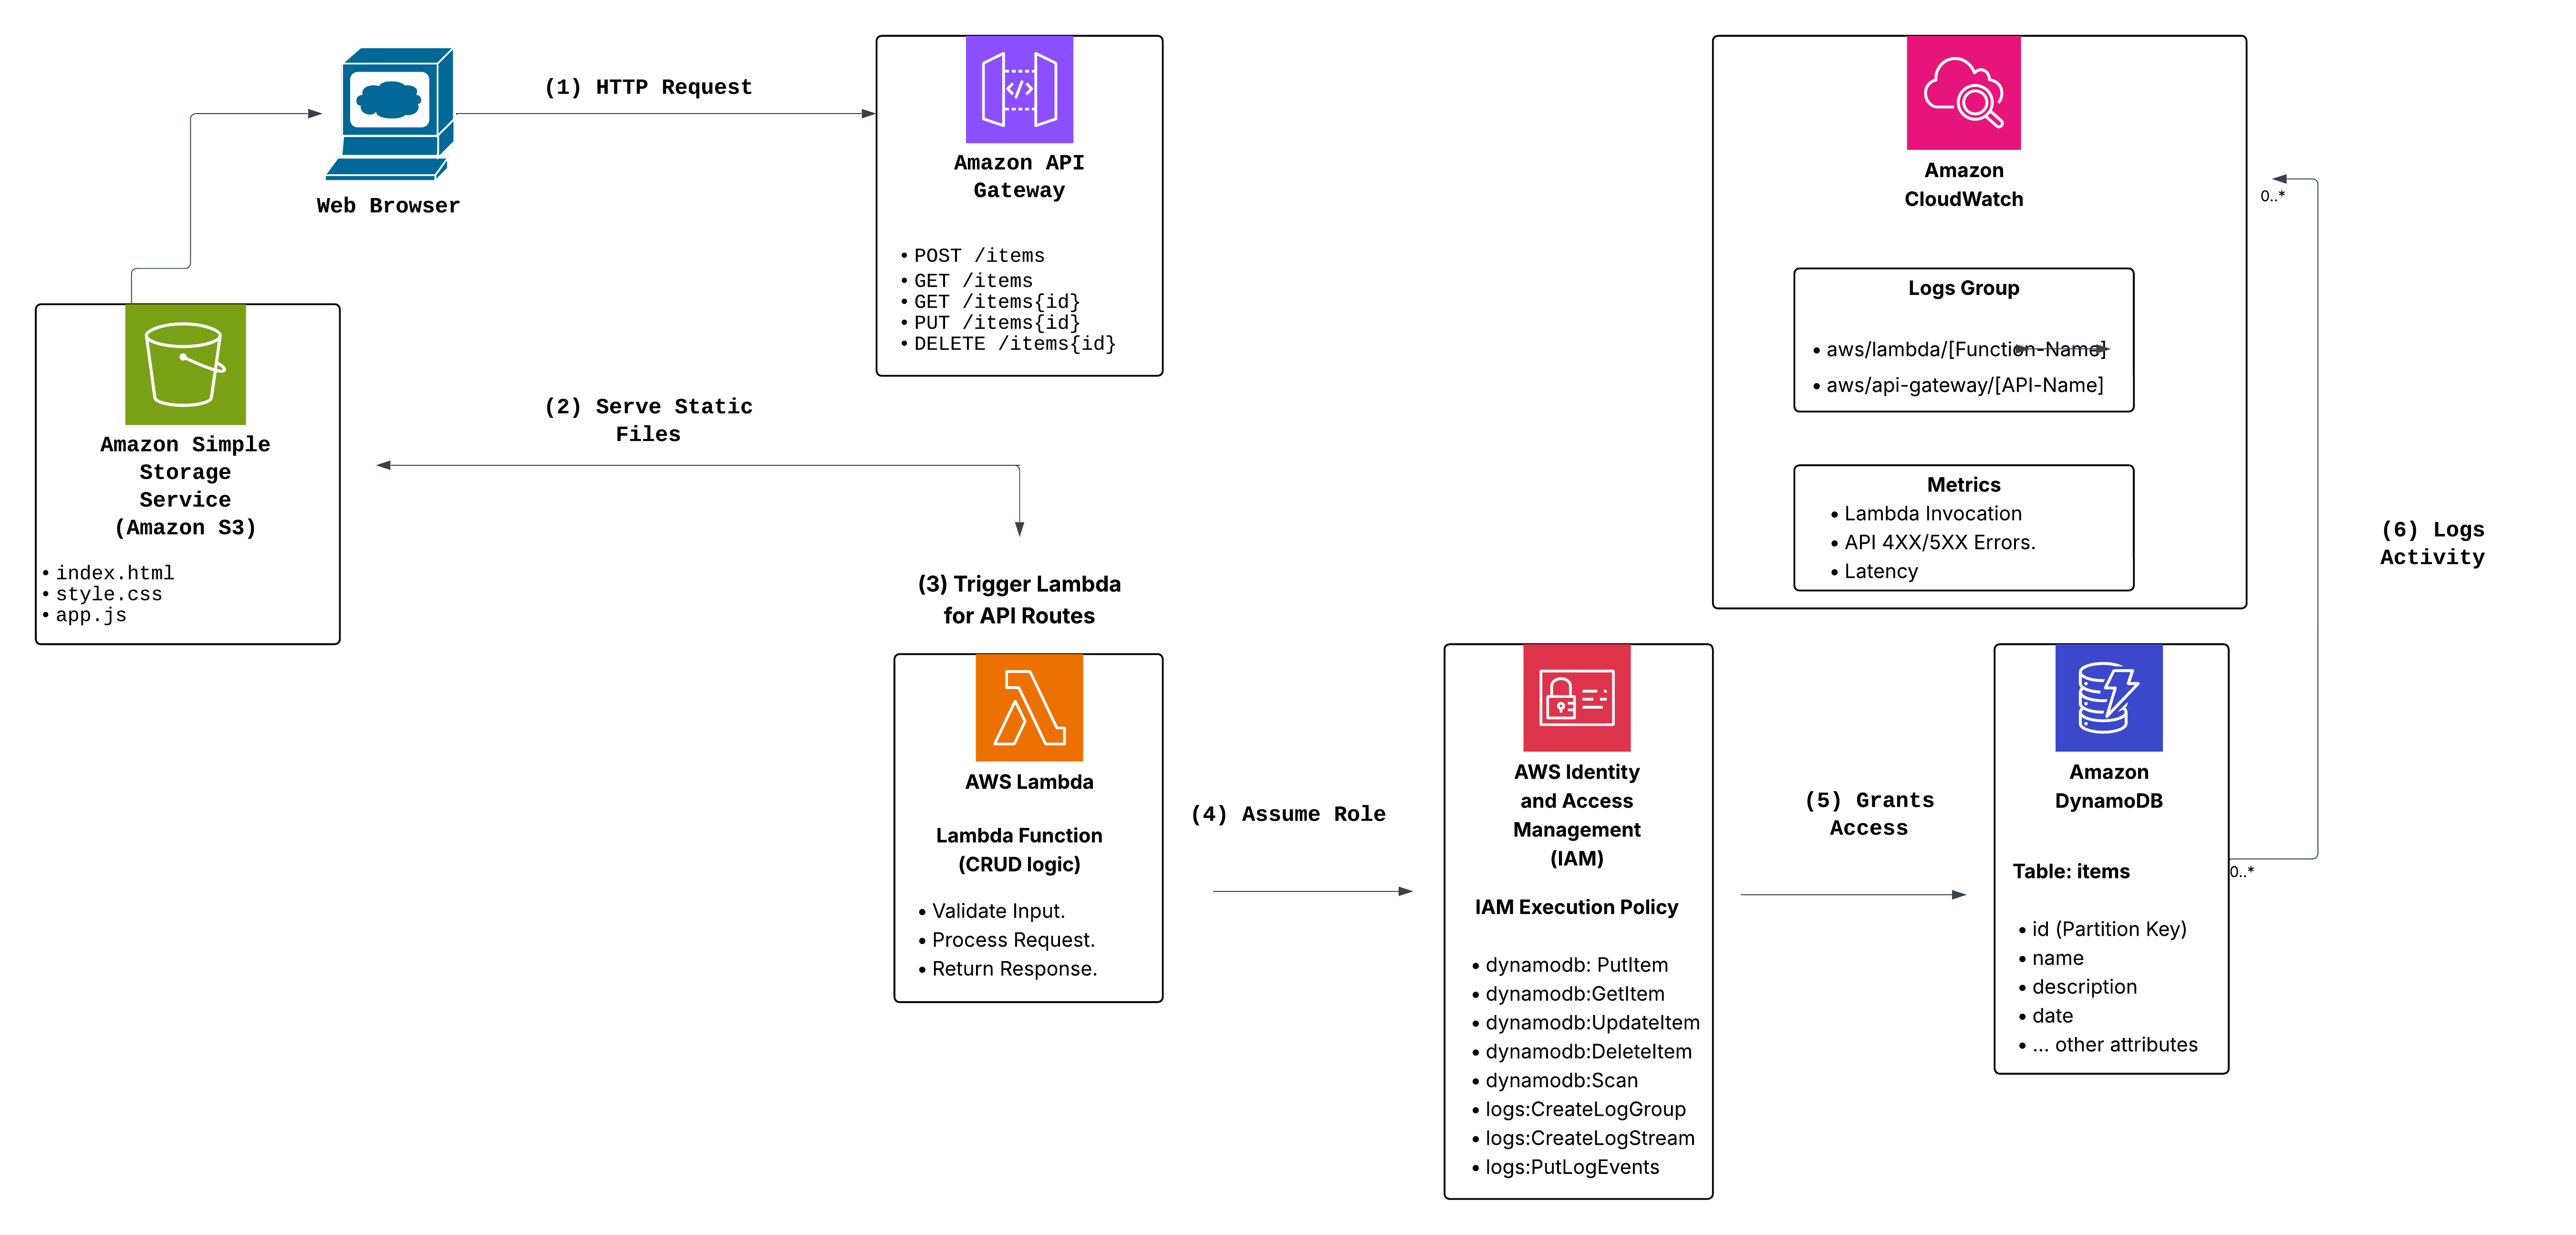 (1) HTTP Request
Web Browser
Amazon API
Gateway
• POST /items
• GET /items
• GET /items{id}
• PUT /items{id}
• DELETE /items{id}
(2) Serve Static
Files
Amazon Simple
Storage
Service
(Amazon S3)
• index.html
• style.css
• app.js
(3) Trigger Lambda
for API Routes
AWS Lambda
Lambda Function
(CRUD logic)
• Validate Input.
• Process Request.
• Return Response.
(4) Assume Role
AWS Identity
and Access
Management
(IAM)
IAM Execution Policy
• dynamodb: PutItem
• dynamodb:GetItem
• dynamodb:UpdateItem
• dynamodb:DeleteItem
• dynamodb:Scan
• logs:CreateLogGroup
• logs:CreateLogStream
• logs:PutLogEvents
(5) Grants
Access
Amazon
DynamoDB
Table: items
• id (Partition Key)
• name
• description
• date
• ... other attributes
0..*
(6) Logs
Activity
0..*
Amazon
CloudWatch
Logs Group
• aws/lambda/[Function-Name]
• aws/api-gateway/[API-Name]
Metrics
• Lambda Invocation
• API 4XX/5XX Errors.
• Latency